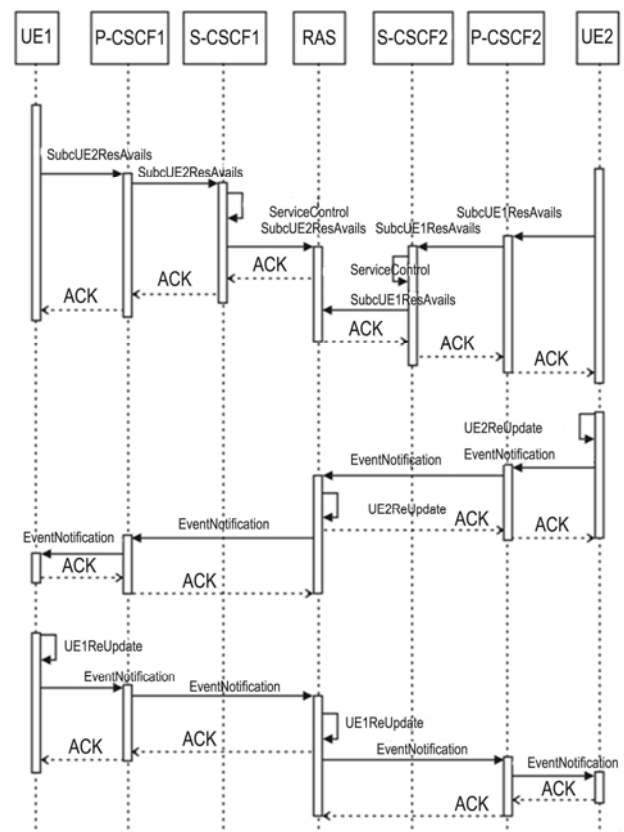 UE1 P-CSCF1 S-CSCF1 RAS S-CSCF2 P-CSCF2 UE2
SubcUE2ResAvails
SubcUE2ResAvails
ServiceControl
SubcUE2ResAvails SubcUE1ResAvails SubcUE1ResAvails
ACK ServiceControl
ACK
ACK SubcUE1ResAvails
ACK
ACK
ACK
UE2ReUpdate
EventNotification EventNotification
UE2ReUpdate ACK ACK
EventNotification EventNotification
ACK ACK
UE1ReUpdate
EventNotification EventNotification
UE1ReUpdate
ACK ACK EventNotification
EventNotification
ACK ACK